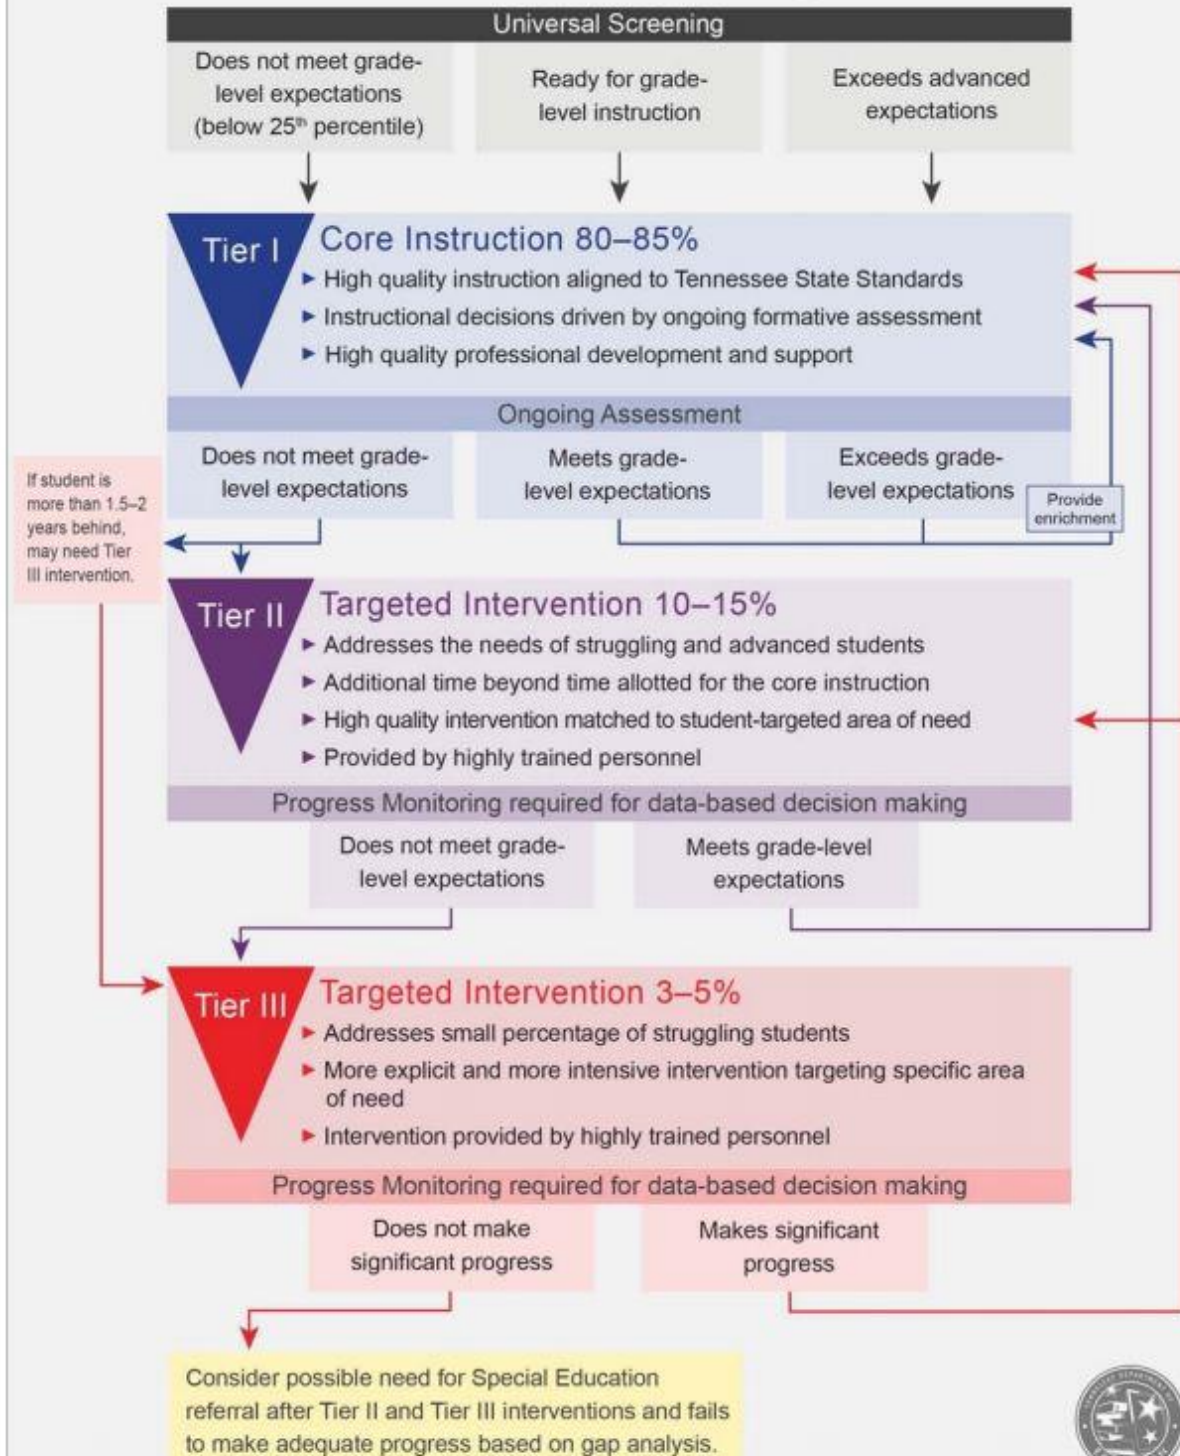 Universal Screening
Does not meet grade-
level expectations
(below 25th percentile)
Ready for grade-
level instruction
Exceeds advanced
expectations
Tier I
Core Instruction 80–85%
▶ High quality instruction aligned to Tennessee State Standards
▶ Instructional decisions driven by ongoing formative assessment
▶ High quality professional development and support
Ongoing Assessment
Does not meet grade-
level expectations
Meets grade-
level expectations
Exceeds grade-
level expectations
Provide
enrichment
If student is
more than 1.5–2
years behind,
may need Tier
III intervention.
Tier II
Targeted Intervention 10–15%
▶ Addresses the needs of struggling and advanced students
▶ Additional time beyond time allotted for the core instruction
▶ High quality intervention matched to student-targeted area of need
▶ Provided by highly trained personnel
Progress Monitoring required for data-based decision making
Does not meet grade-
level expectations
Meets grade-level
expectations
Tier III
Targeted Intervention 3–5%
▶ Addresses small percentage of struggling students
▶ More explicit and more intensive intervention targeting specific area
of need
▶ Intervention provided by highly trained personnel
Progress Monitoring required for data-based decision making
Does not make
significant progress
Makes significant
progress
Consider possible need for Special Education
referral after Tier II and Tier III interventions and fails
to make adequate progress based on gap analysis.